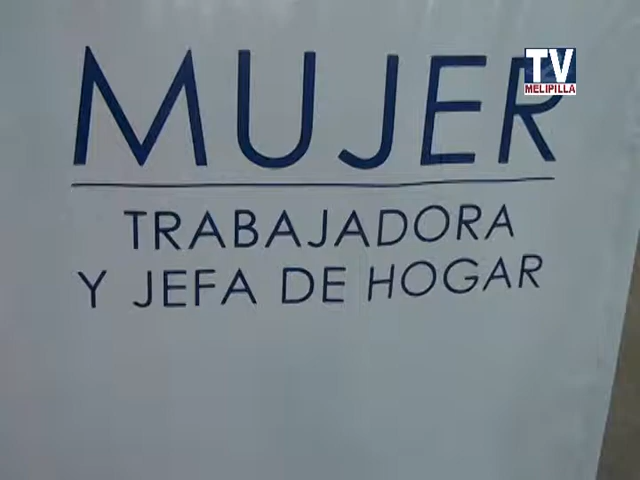 TV
MELIPILLA
MUJER
TRABAJADORA
Y JEFA DE HOGAR